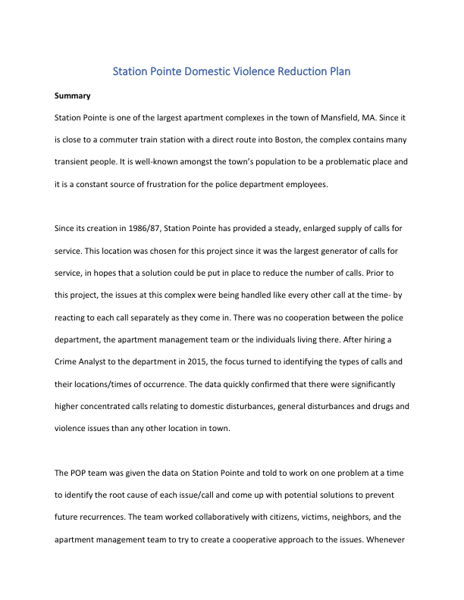 Station Pointe Domestic Violence Reduction Plan
Summary
Station Pointe is one of the largest apartment complexes in the town of Mansfield, MA. Since it
is close to a commuter train station with a direct route into Boston, the complex contains many
transient people. It is well-known amongst the town's population to be a problematic place and
it is a constant source of frustration for the police department employees.
Since its creation in 1986/87, Station Pointe has provided a steady, enlarged supply of calls for
service. This location was chosen for this project since it was the largest generator of calls for
service, in hopes that a solution could be put in place to reduce the number of calls. Prior to
this project, the issues at this complex were being handled like every other call at the time- by
reacting to each call separately as they come in. There was no cooperation between the police
department, the apartment management team or the individuals living there. After hiring a
Crime Analyst to the department in 2015, the focus turned to identifying the types of calls and
their locations/times of occurrence. The data quickly confirmed that there were significantly
higher concentrated calls relating to domestic disturbances, general disturbances and drugs and
violence issues than any other location in town.
The POP team was given the data on Station Pointe and told to work on one problem at a time
to identify the root cause of each issue/call and come up with potential solutions to prevent
future recurrences. The team worked collaboratively with citizens, victims, neighbors, and the
apartment management team to try to create a cooperative approach to the issues. Whenever